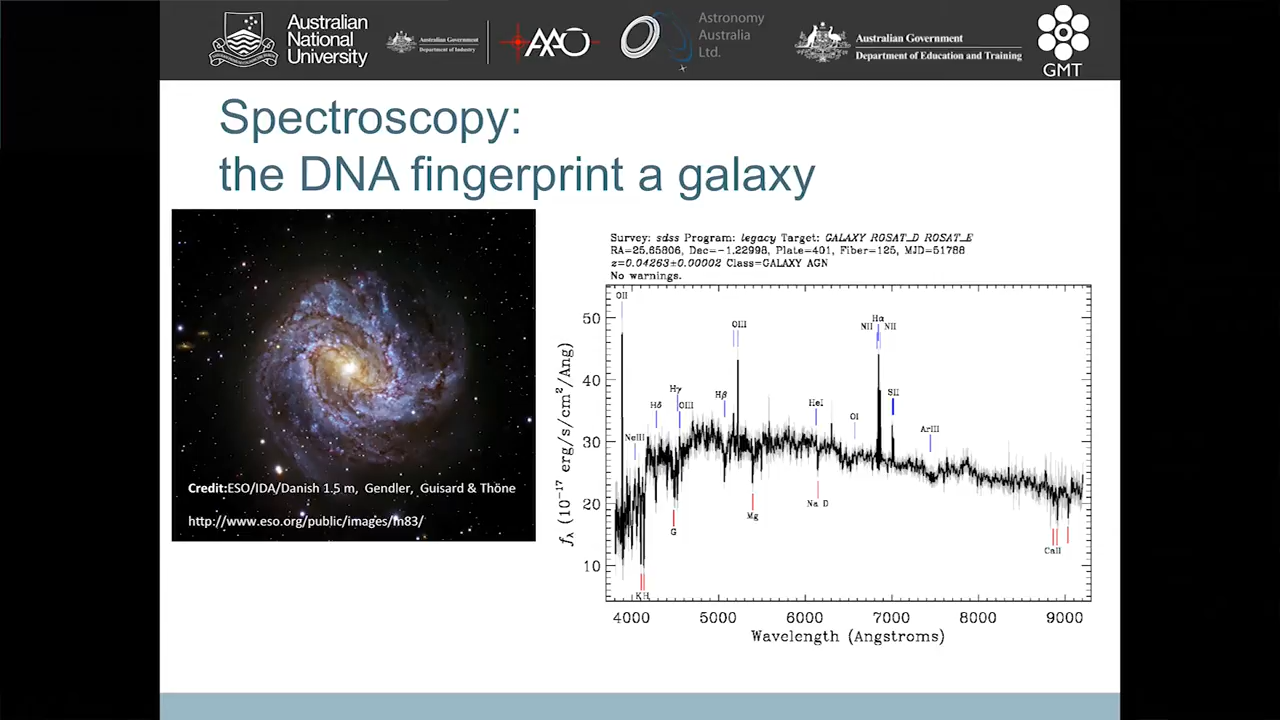 Australian
National
University
Australian Government
Department of Industry
AAO
Astronomy
Australia
Ltd.
Australian Government
Department of Education and Training
GMT
Spectroscopy:
the DNA fingerprint a galaxy
Credit:ESO/IDA/Danish 1.5 m, Gendler, Guisard & Thöne
http://www.eso.org/public/images/m83/
Survey: sdss Program: legacy Target: GALAXY ROSAT_D ROSAT_E
RA=25.65806, Dec=-1.22998, Plate=401, Fiber=125, MJD=51788
z=0.04263±0.00002 Class=GALAXY AGN
No warnings.
OII
NeIII
Hδ
Hγ
OIII
Hβ
OIII
HeI
OI
Hα
NII NII
SII
ArIII
K H
G
Mg
Na D
CaII
50
40
30
20
10
fλ (10⁻¹⁷ erg/s/cm²/Ang)
4000 5000 6000 7000 8000 9000
Wavelength (Angstroms)